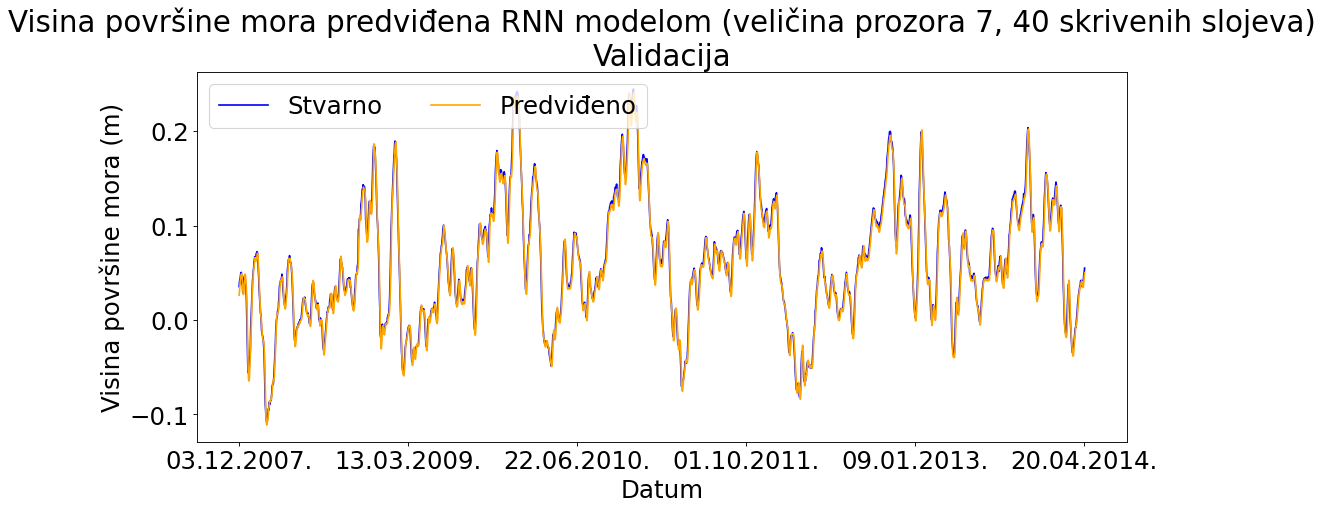 Visina površine mora predviđena RNN modelom (veličina prozora 7, 40 skrivenih slojeva)
Validacija
Stvarno Predviđeno
Visina površine mora (m)
0.2
0.1
0.0
−0.1
03.12.2007. 13.03.2009. 22.06.2010. 01.10.2011. 09.01.2013. 20.04.2014.
Datum